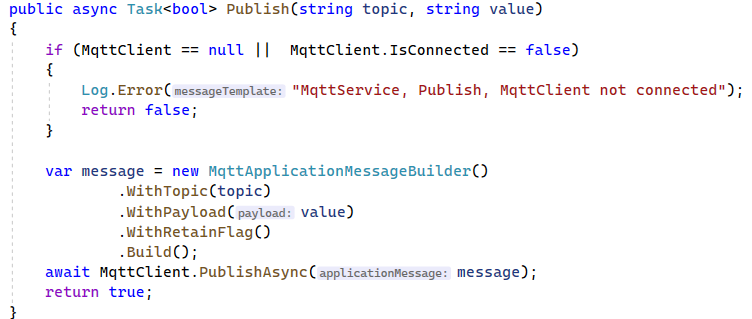 public async Task<bool> Publish(string topic, string value)
{
    if (MqttClient == null ||  MqttClient.IsConnected == false)
    {
        Log.Error(messageTemplate: "MqttService, Publish, MqttClient not connected");
        return false;
    }

    var message = new MqttApplicationMessageBuilder()
            .WithTopic(topic)
            .WithPayload(payload: value)
            .WithRetainFlag()
            .Build();
    await MqttClient.PublishAsync(applicationMessage: message);
    return true;
}